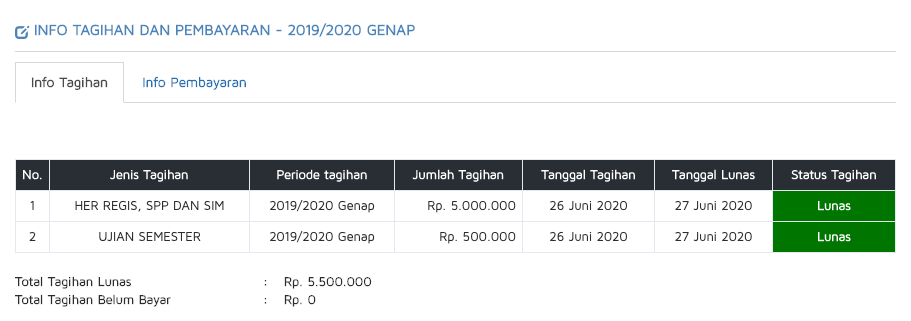 INFO TAGIHAN DAN PEMBAYARAN - 2019/2020 GENAP
Info Tagihan Info Pembayaran
No. Jenis Tagihan Periode tagihan Jumlah Tagihan Tanggal Tagihan Tanggal Lunas Status Tagihan
1 HER REGIS, SPP DAN SIM 2019/2020 Genap Rp. 5.000.000 26 Juni 2020 27 Juni 2020 Lunas
2 UJIAN SEMESTER 2019/2020 Genap Rp. 500.000 26 Juni 2020 27 Juni 2020 Lunas
Total Tagihan Lunas : Rp. 5.500.000
Total Tagihan Belum Bayar : Rp. 0